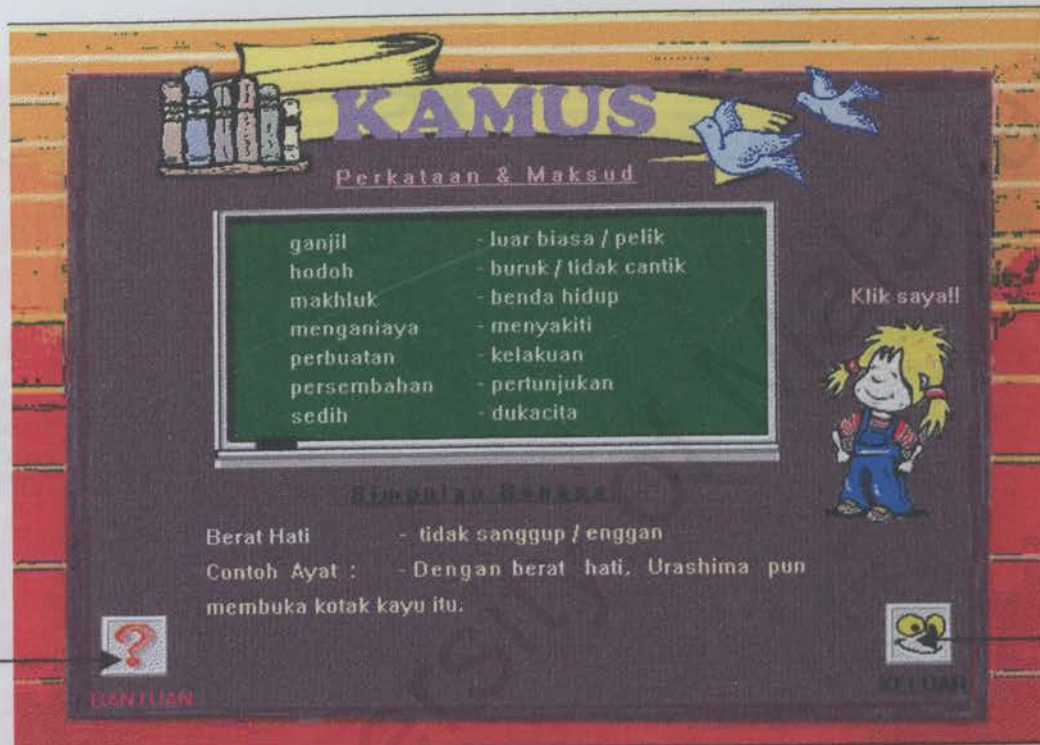 KAMUS
Perkataan & Maksud
ganjil - luar biasa / pelik
hodoh - buruk / tidak cantik
makhluk - benda hidup
menganiaya - menyakiti
perbuatan - kelakuan
persembahan - pertunjukan
sedih - dukacita
Klik saya!!
Simpulan Bahasa
Berat Hati - tidak sanggup / enggan
Contoh Ayat : - Dengan berat hati, Urashima pun
membuka kotak kayu itu.
?
BANTUAN
KELUAR